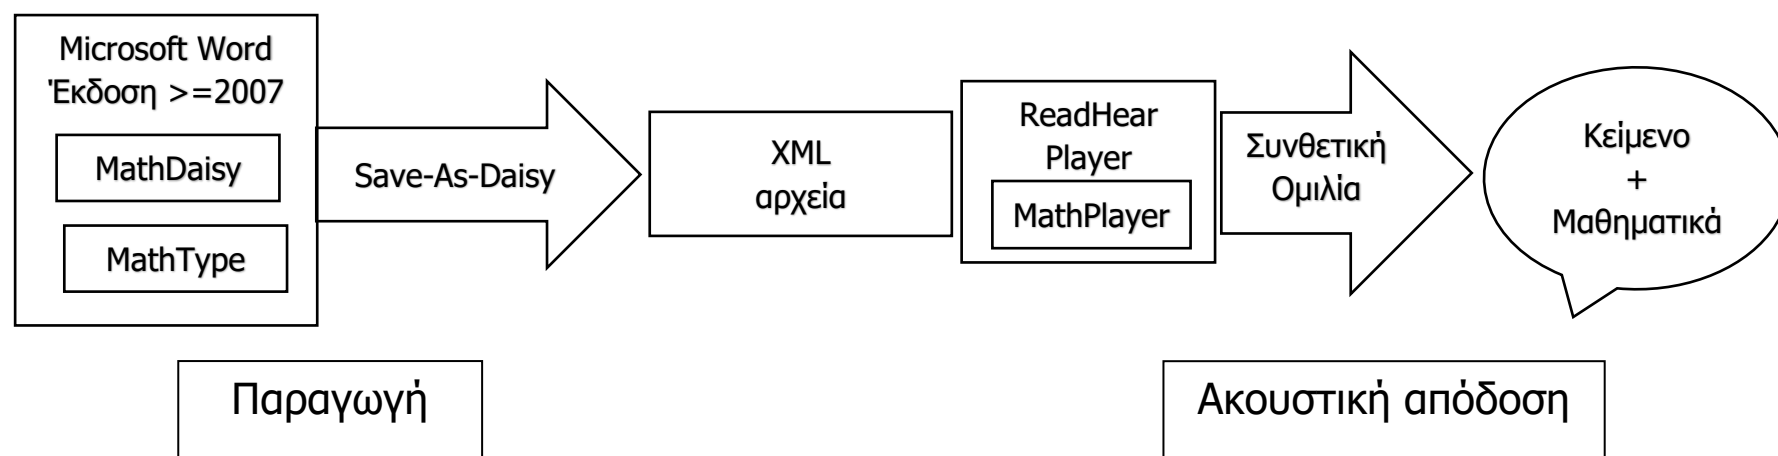 Microsoft Word
Έκδοση >=2007
MathDaisy
MathType
Save-As-Daisy
XML
αρχεία
ReadHear
Player
MathPlayer
Συνθετική
Ομιλία
Κείμενο
+
Μαθηματικά
Παραγωγή
Ακουστική απόδοση